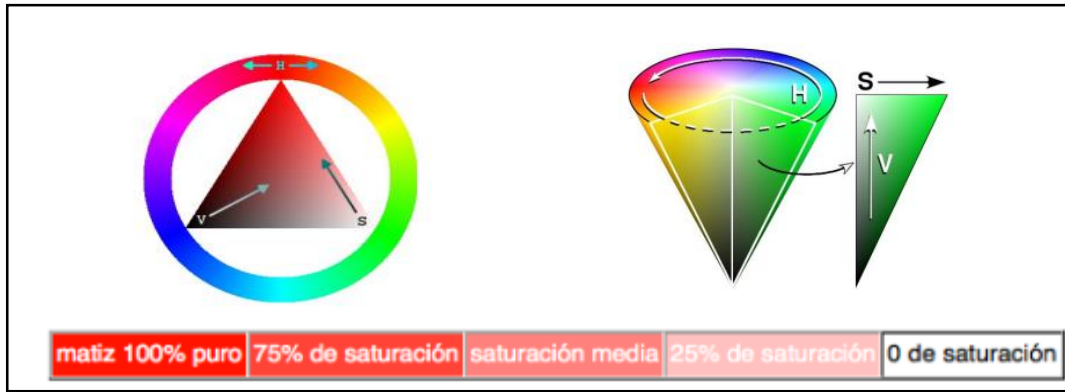 H
V
S
S
H
V
matiz 100% puro 75% de saturación saturación media 25% de saturación 0 de saturación